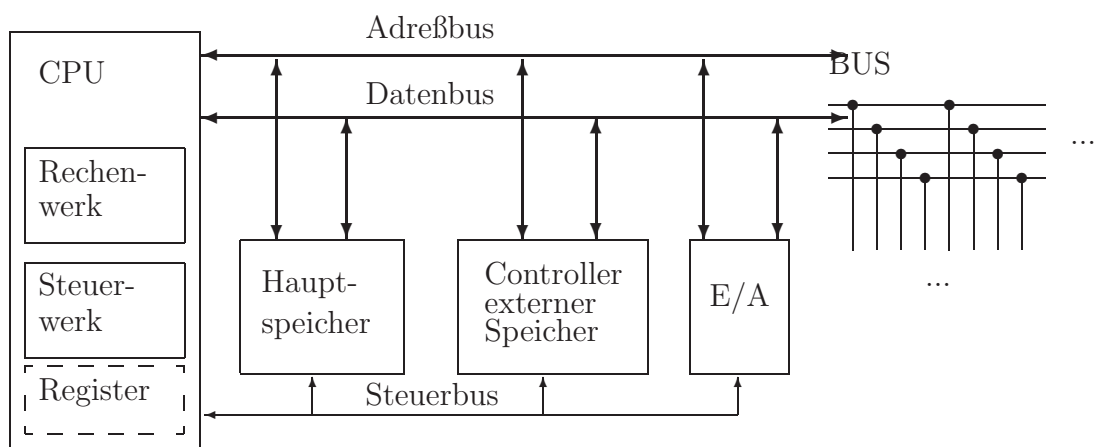 Adreßbus
CPU
BUS
Datenbus
...
Rechen-
werk
Steuer-
werk
Haupt-
speicher
Controller
externer
Speicher
E/A
...
Register
Steuerbus